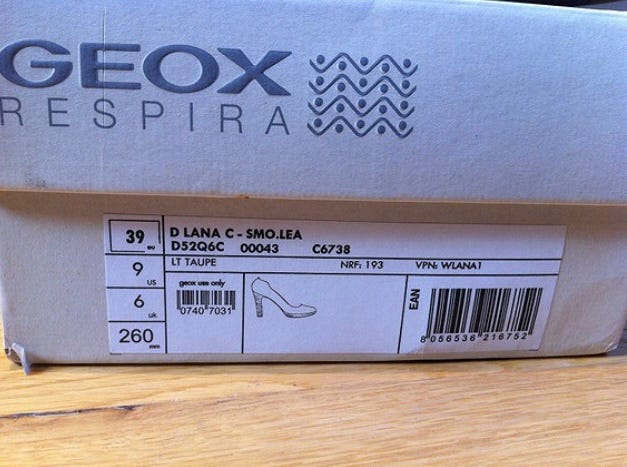 GEOX
RESPIRA
39 eu
D LANA C - SMO.LEA
D52Q6C 00043 C6738
9 US
LT TAUPE NRF: 193 VPN: WLANA1
6 uk
geox use only
0740 7031
260 mm
EAN
8 056536 216752